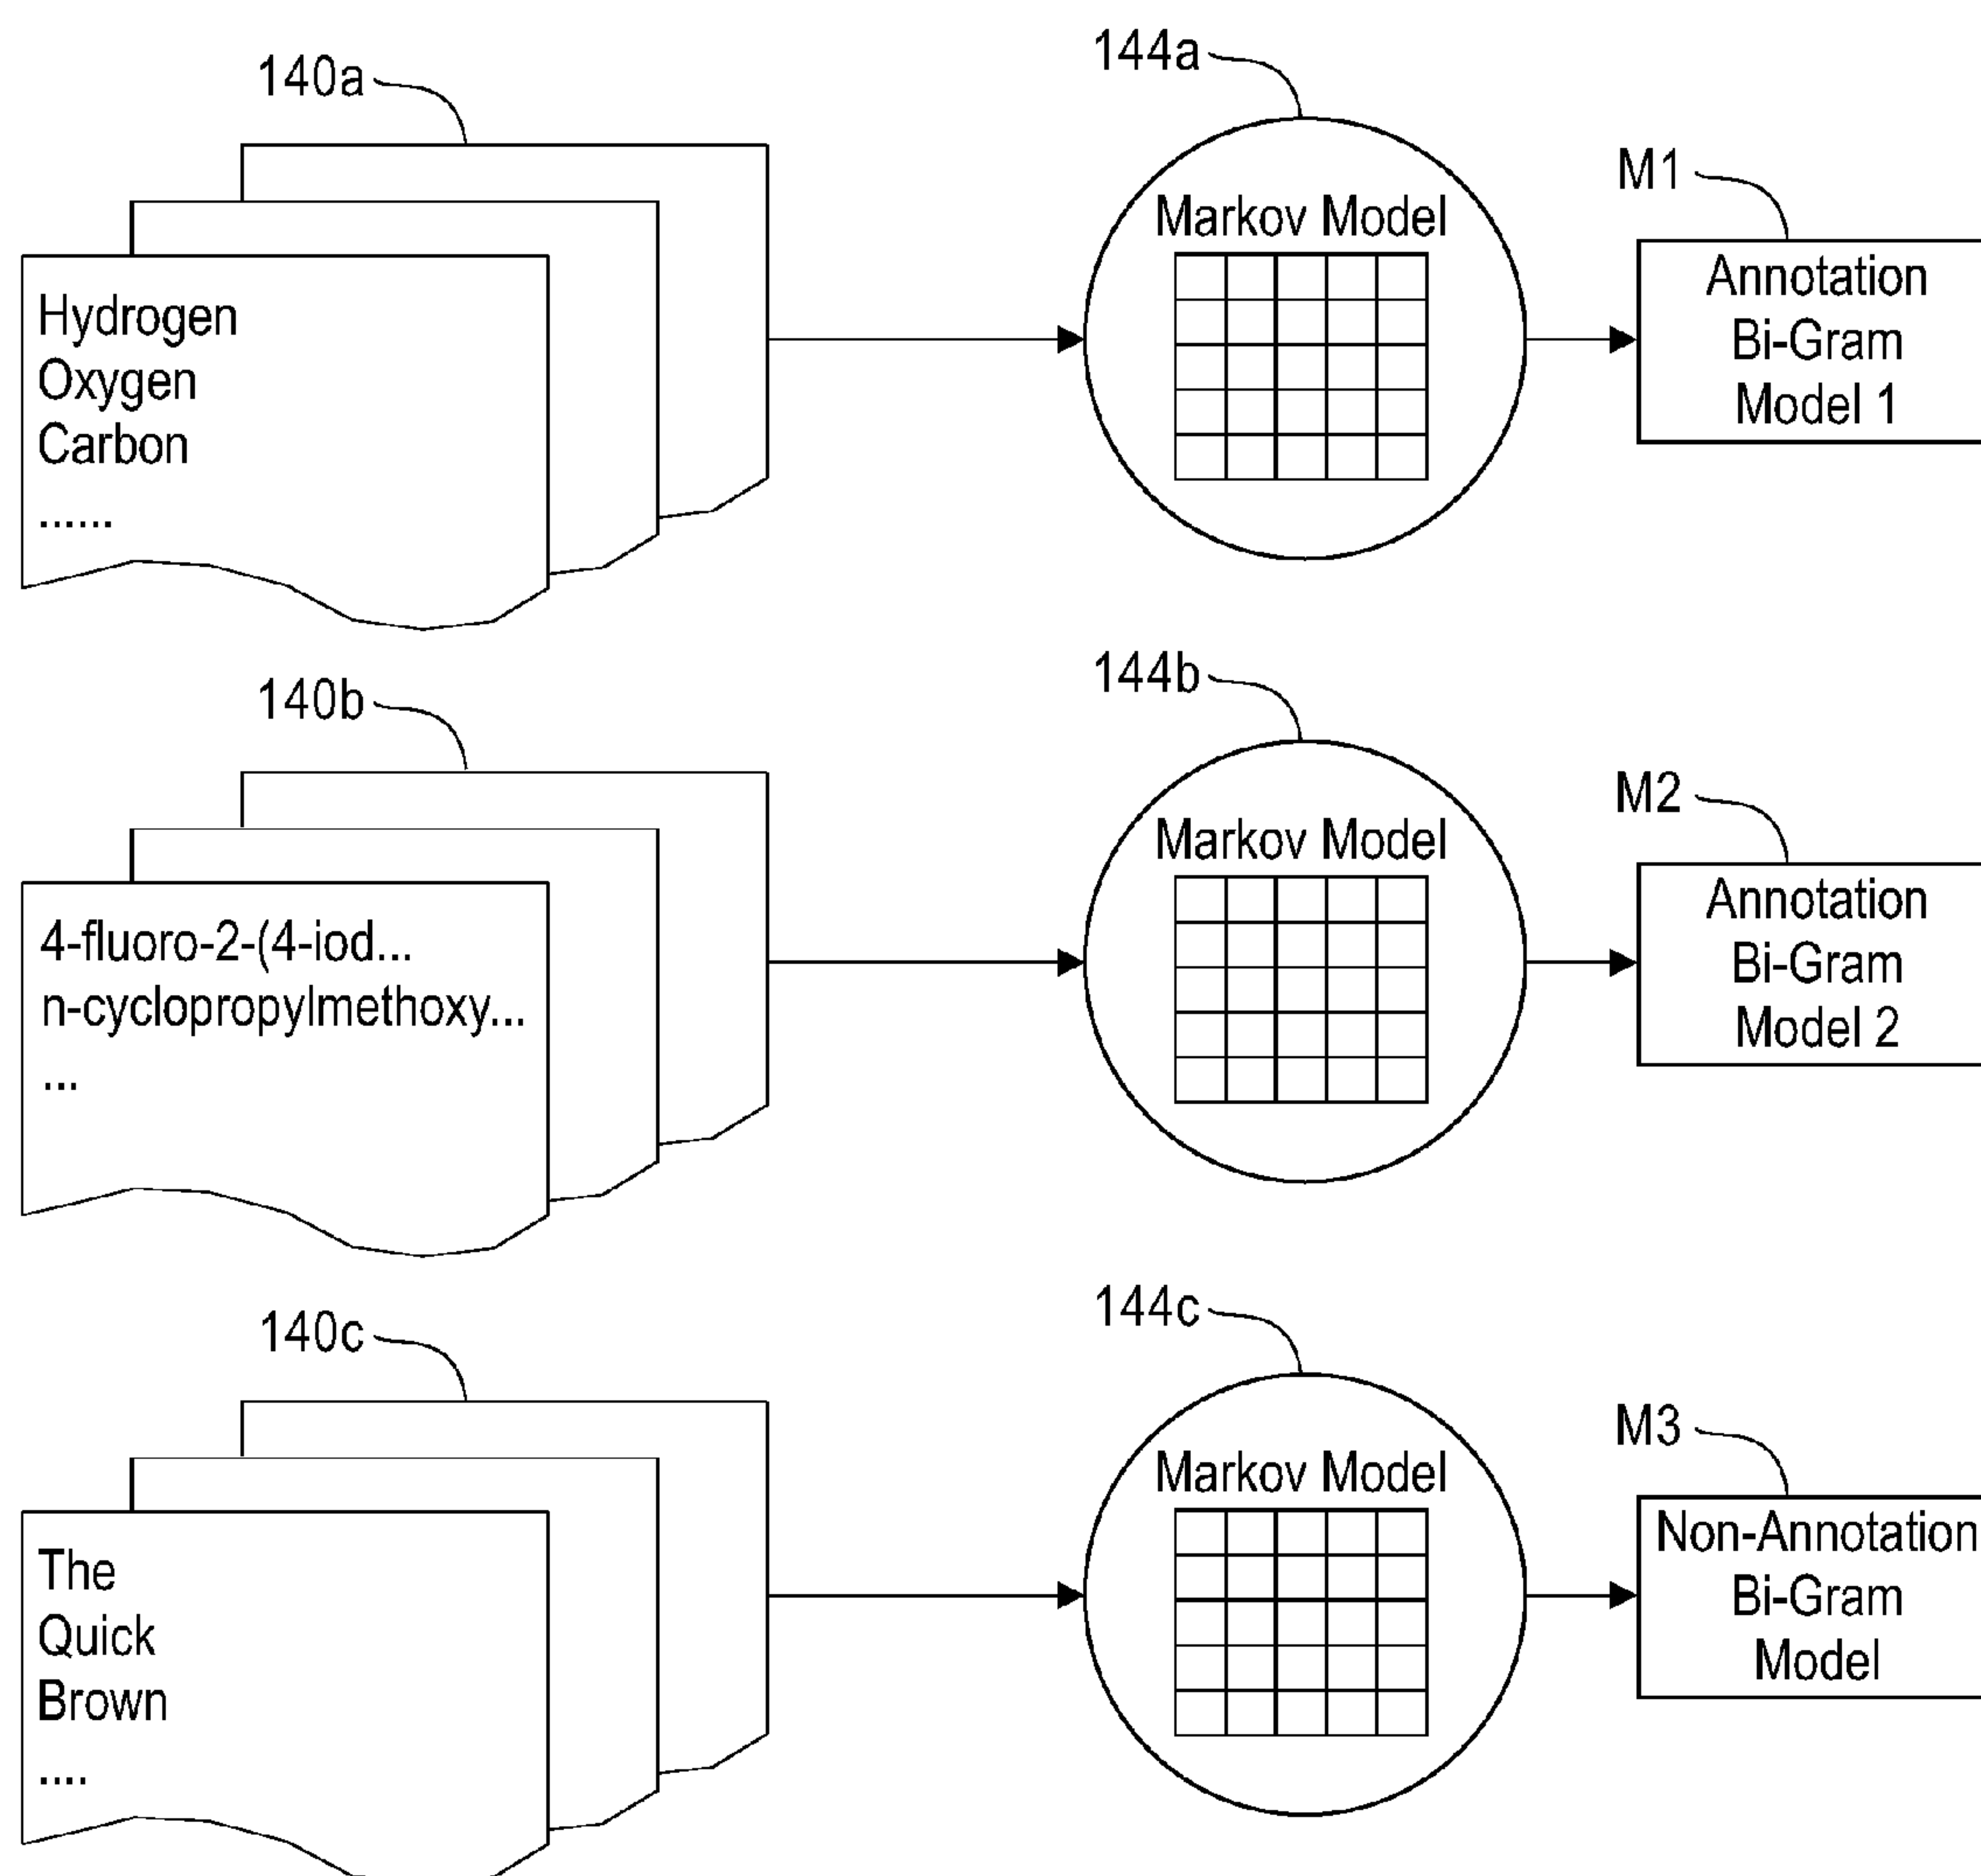 140a
144a
M1
Hydrogen
Oxygen
Carbon
......
Markov Model
Annotation
Bi-Gram
Model 1
140b
144b
M2
4-fluoro-2-(4-iod...
n-cyclopropylmethoxy...
...
Markov Model
Annotation
Bi-Gram
Model 2
140c
144c
M3
The
Quick
Brown
....
Markov Model
Non-Annotation
Bi-Gram
Model